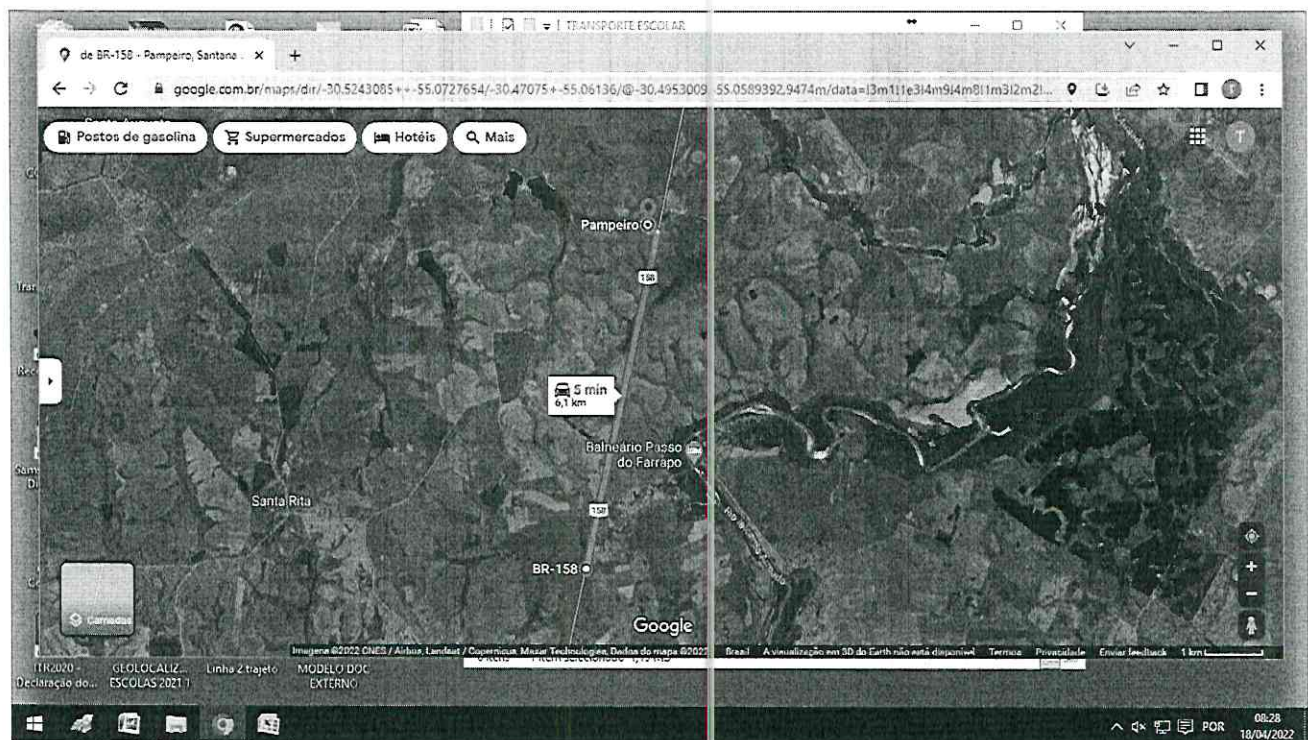 TRANSPORTE ESCOLAR
de BR-158 - Pampeiro, Santana
google.com.br/maps/dir/-30.5243085++-55.0727654/-30.47075+-55.06136/@-30.4953009,-55.0589392,9474m/data=!3m1!1e3!4m9!4m8!1m3!2m2!...
Postos de gasolina
Supermercados
Hotéis
Mais
T
Pampeiro
158
5 min
6,1 km
Balneário Passo
do Farrapo
Santa Rita
158
BR-158
Camadas
Google
Imagens ©2022 CNES / Airbus, Landsat / Copernicus, Maxar Technologies, Dados do mapa ©2022 Brasil A visualização em 3D do Earth não está disponível Termos Privacidade Enviar feedback 1 km
ITR2020 -
Declaração do...
GEOLOCALIZ...
ESCOLAS 2021 1
Linha 2.trajeto
MODELO DOC
EXTERNO
POR
08:28
18/04/2022